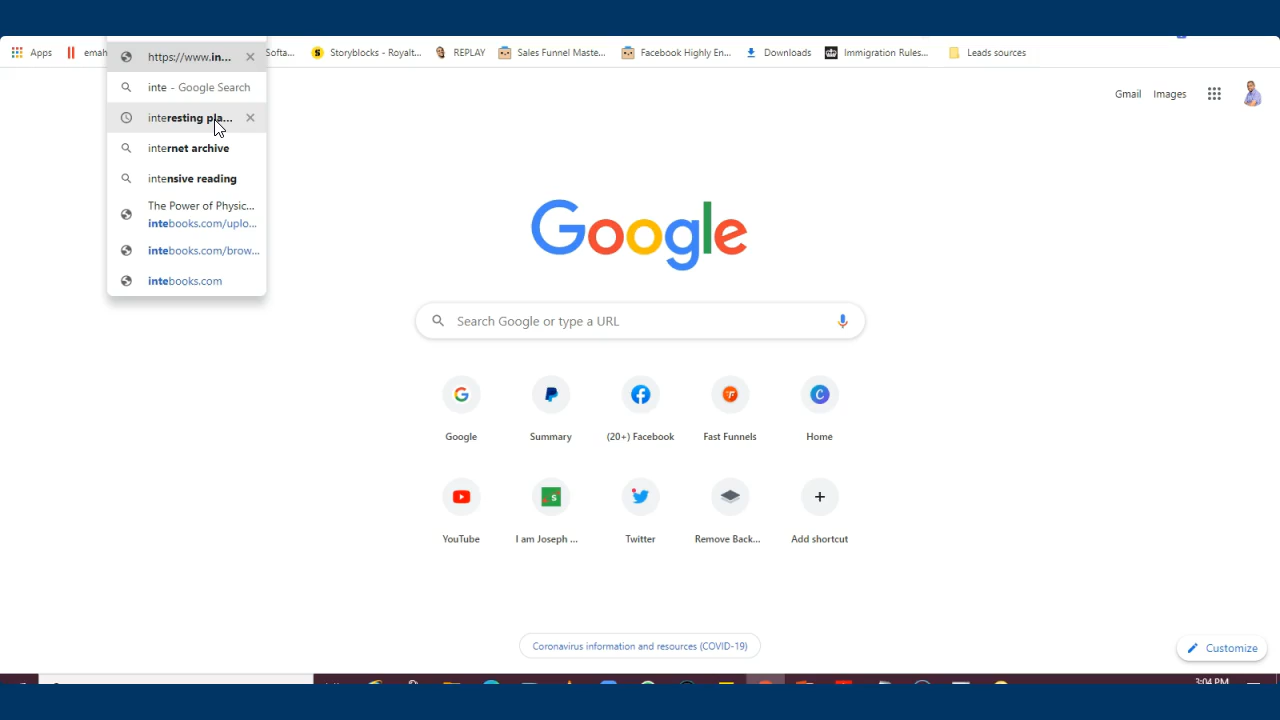 Apps
emah
Softa...
Storyblocks - Royalt...
REPLAY
Sales Funnel Maste...
Facebook Highly En...
Downloads
Immigration Rules...
Leads sources
https://www.in...
inte - Google Search
interesting pla...
internet archive
intensive reading
The Power of Physic...
intebooks.com/uplo...
intebooks.com/brow...
intebooks.com
Gmail
Images
Google
Search Google or type a URL
Google
Summary
(20+) Facebook
Fast Funnels
Home
YouTube
I am Joseph ...
Twitter
Remove Back...
Add shortcut
Coronavirus information and resources (COVID-19)
Customize
3:04 PM